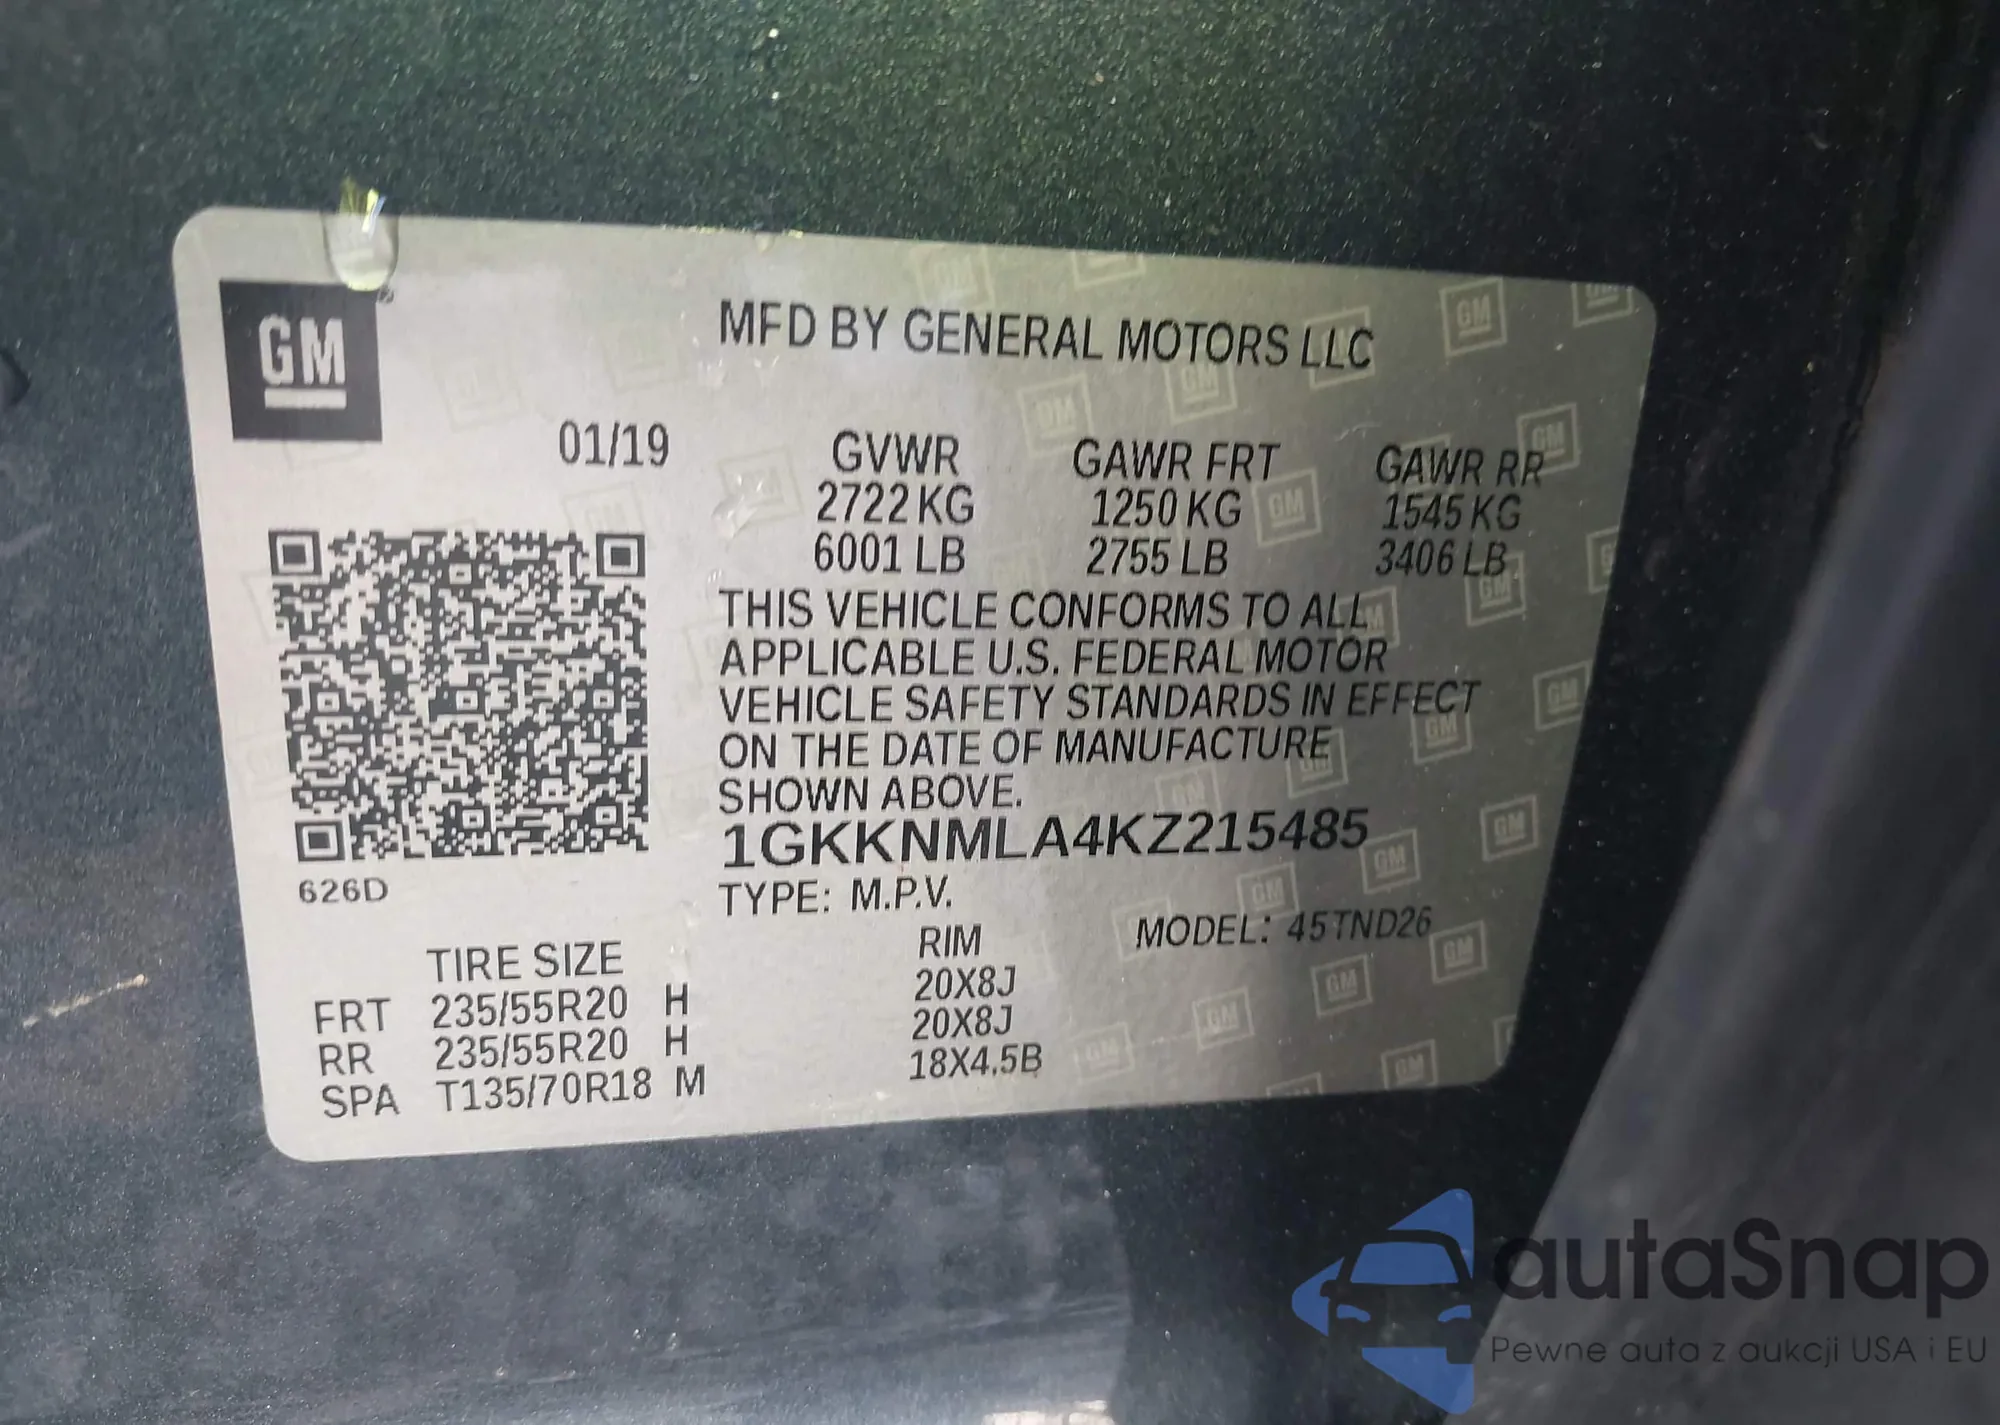 GM
MFD BY GENERAL MOTORS LLC
01/19
GVWR GAWR FRT GAWR RR
2722 KG 1250 KG 1545 KG
6001 LB 2755 LB 3406 LB
THIS VEHICLE CONFORMS TO ALL
APPLICABLE U.S. FEDERAL MOTOR
VEHICLE SAFETY STANDARDS IN EFFECT
ON THE DATE OF MANUFACTURE
SHOWN ABOVE.
1GKKNMLA4KZ215485
626D
TYPE: M.P.V.
MODEL: 45TND26
TIRE SIZE RIM
FRT 235/55R20 H 20X8J
RR 235/55R20 H 20X8J
SPA T135/70R18 M 18X4.5B
autaSnap
Pewne auta z aukcji USA i EU